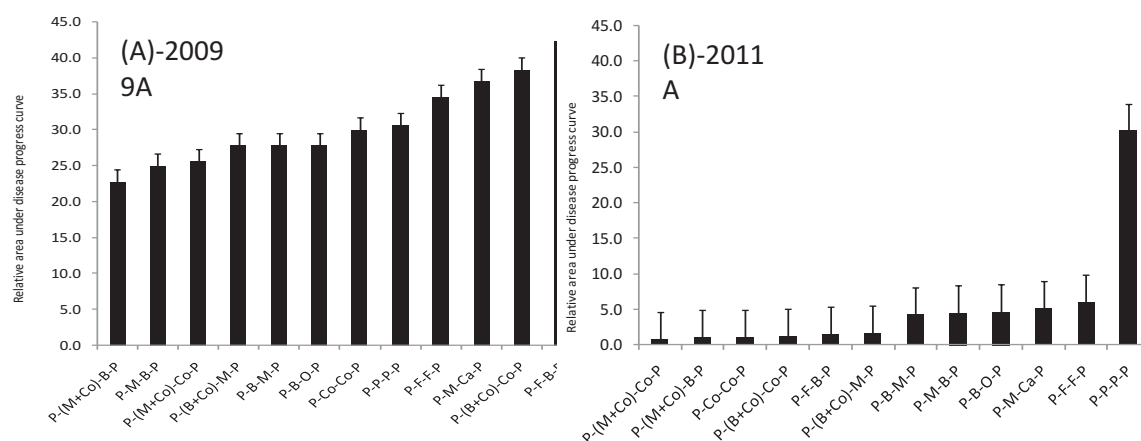 (A)-2009
9A
Relative area under disease progress curve
45.0
40.0
35.0
30.0
25.0
20.0
15.0
10.0
5.0
0.0
P-(M+Co)-B-P
P-M-B-P
P-(M+Co)-Co-P
P-(B+Co)-M-P
P-B-M-P
P-B-O-P
P-Co-Co-P
P-P-P-P
P-F-F-P
P-M-Ca-P
P-(B+Co)-Co-P
P-F-B-
(B)-2011
A
Relative area under disease progress curve
45.0
40.0
35.0
30.0
25.0
20.0
15.0
10.0
5.0
0.0
P-(M+Co)-Co-P
P-(M+Co)-B-P
P-Co-Co-P
P-(B+Co)-Co-P
P-F-B-P
P-(B+Co)-M-P
P-B-M-P
P-M-B-P
P-B-O-P
P-M-Ca-P
P-F-F-P
P-P-P-P